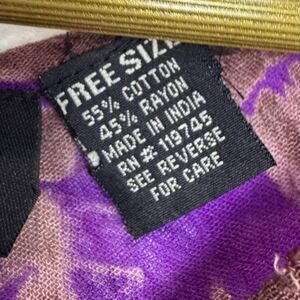 FREE SIZE
55% COTTON
45% RAYON
MADE IN INDIA
RN# 119745
SEE REVERSE
FOR CARE